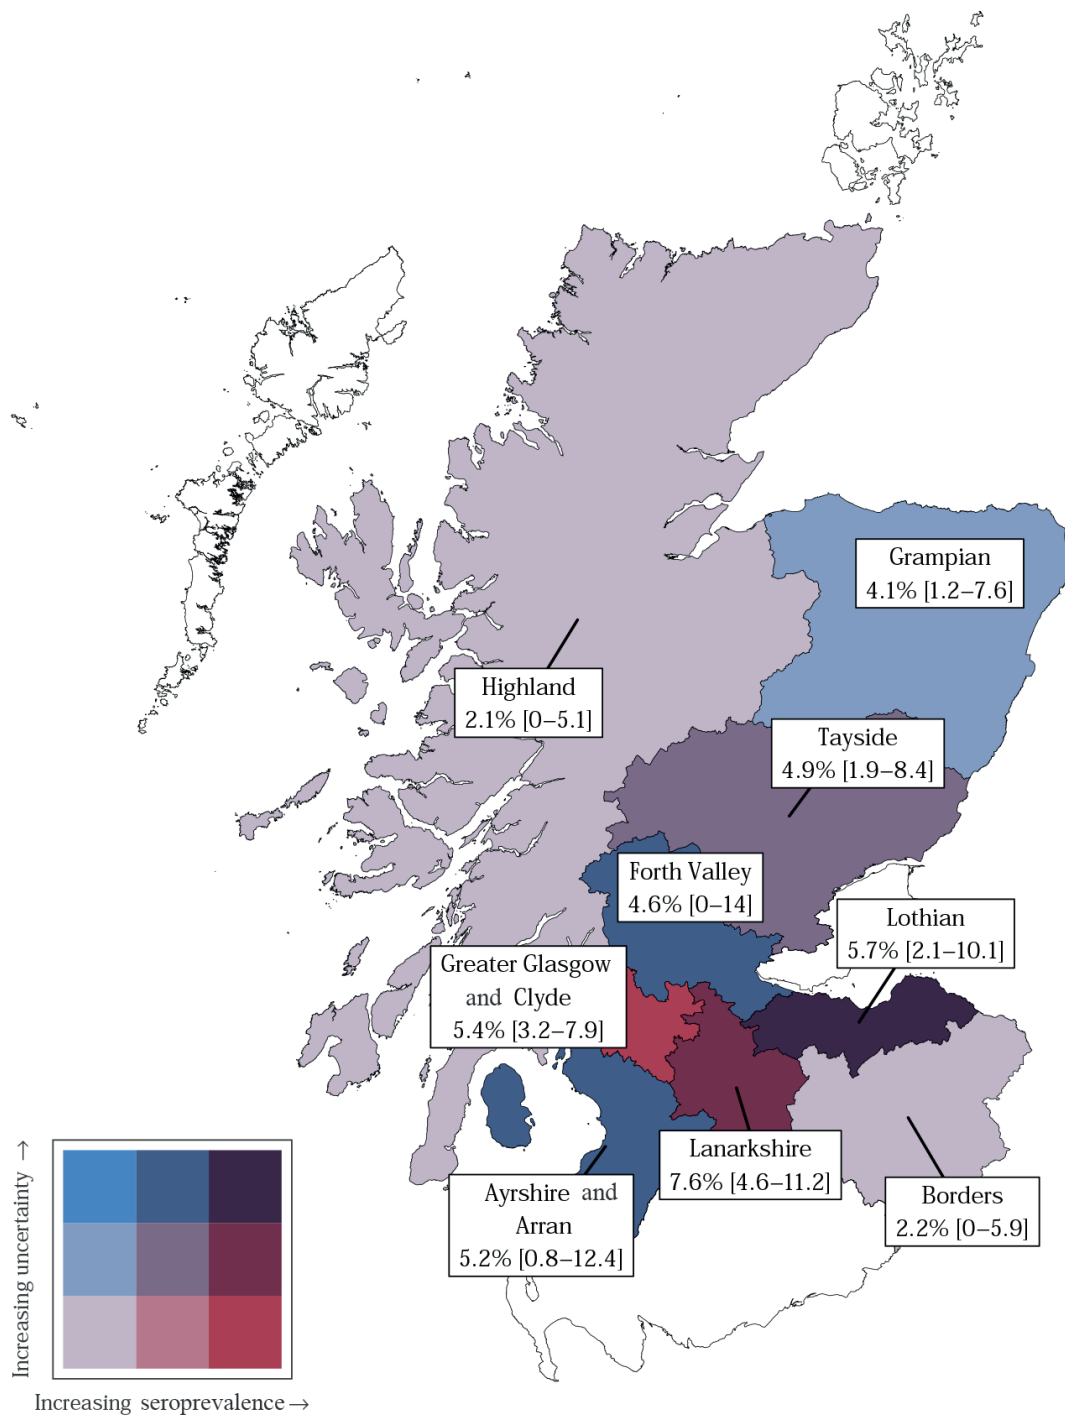 Grampian
4.1% [1.2–7.6]
Highland
2.1% [0–5.1]
Tayside
4.9% [1.9–8.4]
Forth Valley
4.6% [0–14]
Lothian
5.7% [2.1–10.1]
Greater Glasgow
and Clyde
5.4% [3.2–7.9]
Lanarkshire
7.6% [4.6–11.2]
Ayrshire and
Arran
5.2% [0.8–12.4]
Borders
2.2% [0–5.9]
Increasing uncertainty →
Increasing seroprevalence →